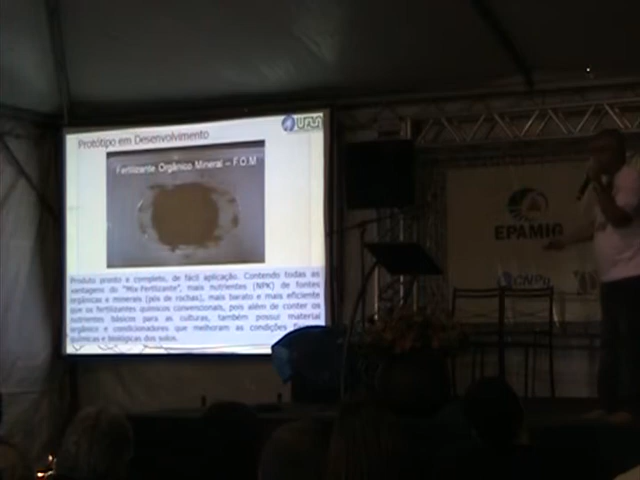 UFLA
Protótipo em Desenvolvimento
Fertilizante Orgânico Mineral – F.O.M
Produto pronto e completo, de fácil aplicação. Contendo todas as
vantagens do "Mix-Fertilizante", mais nutrientes (NPK) de fontes
orgânicas e minerais (pós de rochas), mais barato e mais eficiente
que os fertilizantes químicos convencionais, pois além de conter os
nutrientes básicos para as culturas, também possui material
orgânico e condicionadores que melhoram as condições
químicas e biológicas dos solos.
EPAMIG
CNPq